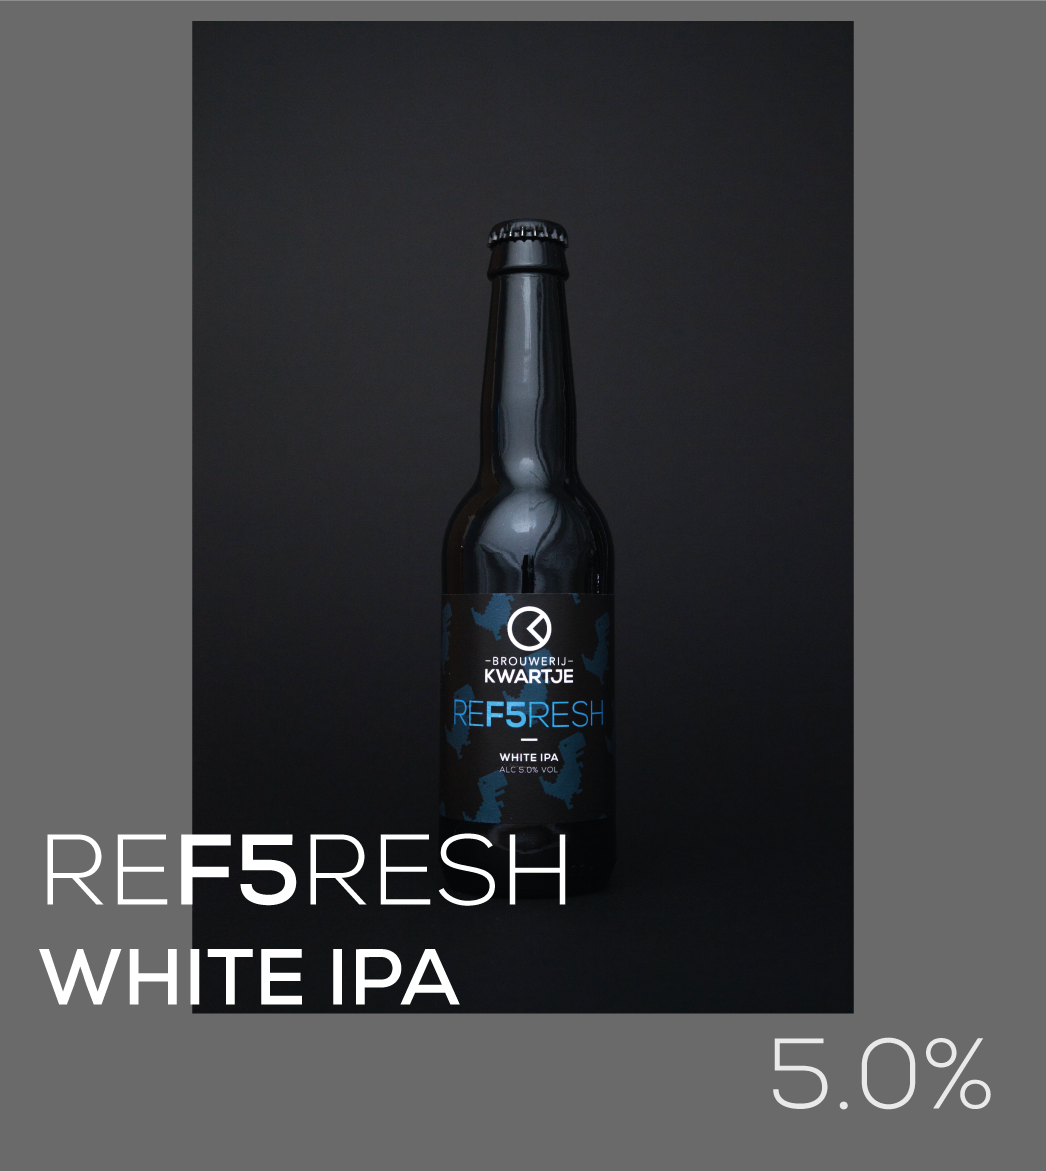 -BROUWERIJ-
KWARTJE
REF5RESH
WHITE IPA
ALC 5.0% VOL
REF5RESH
WHITE IPA
5.0%